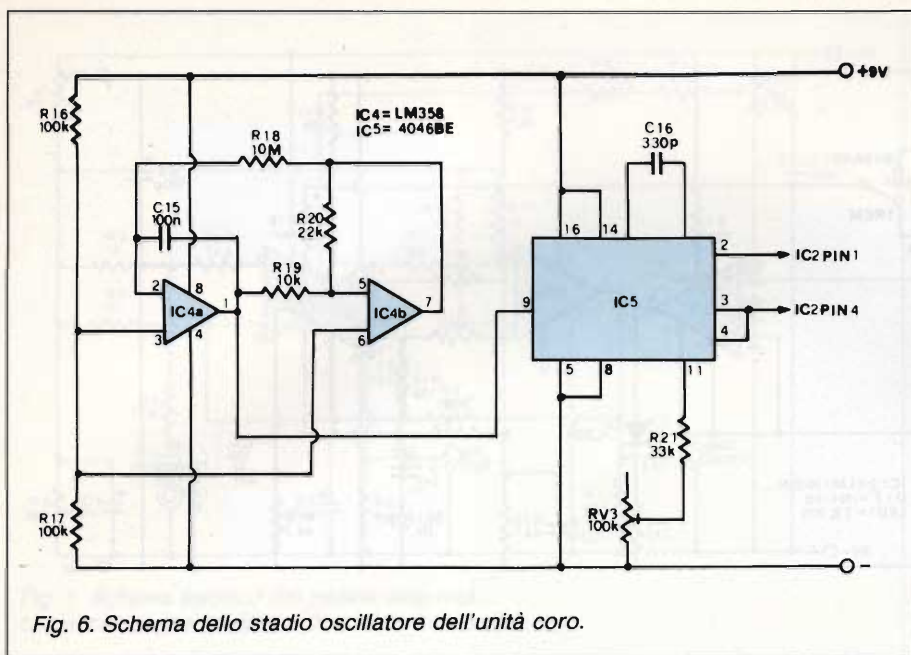 +9V
R16
100k
IC4= LM358
IC5= 4046BE
R18
10M
C16
330p
C15
100n
R20
22k
16
14
R19
10k
2
IC2 PIN 1
2
8
1
5
7
9
IC5
3
IC2 PIN 4
IC4a
IC4b
4
3
4
6
5
8
11
R21
33k
R17
100k
RV3
100k
–
Fig. 6. Schema dello stadio oscillatore dell'unità coro.